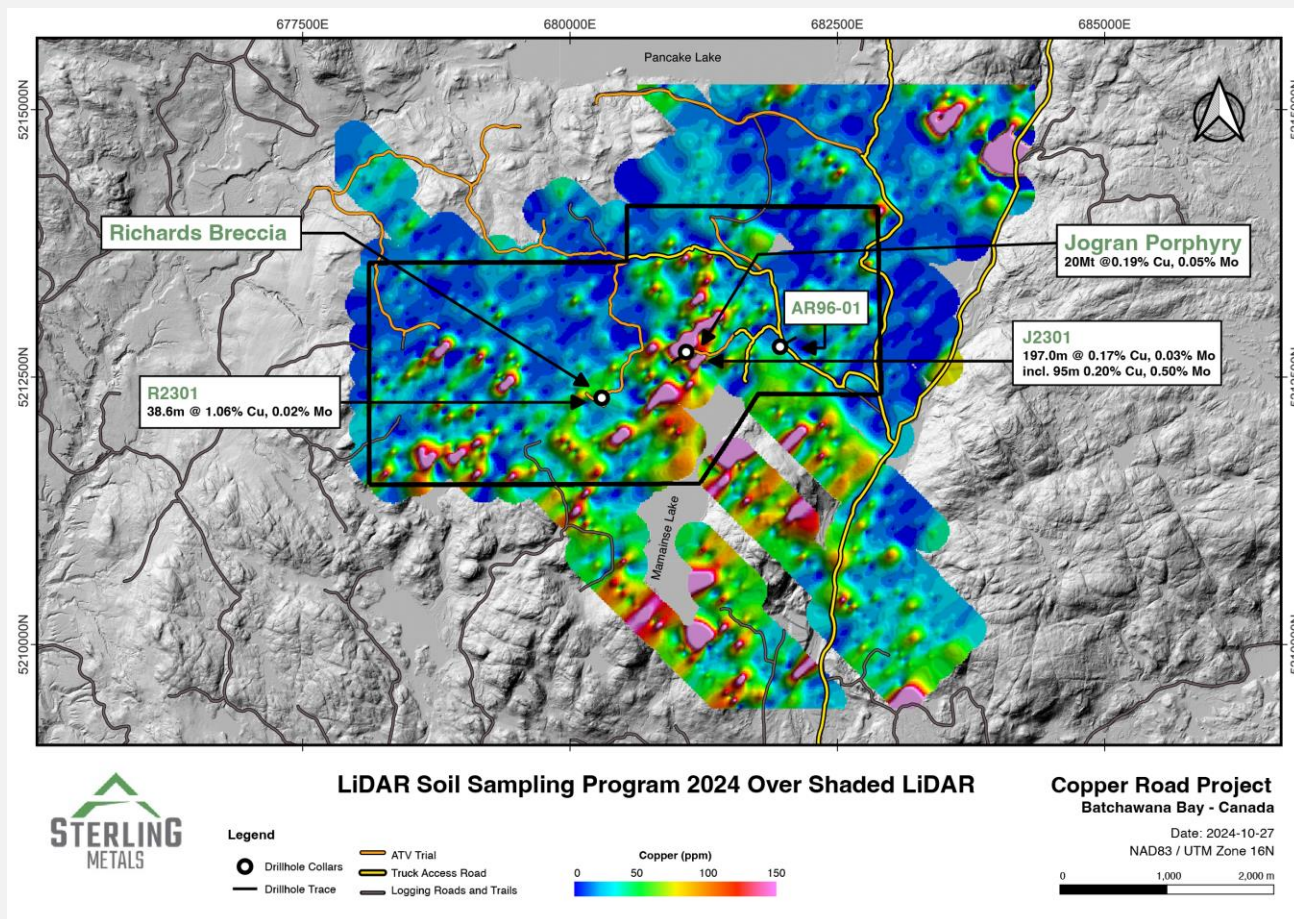 677500E
680000E
682500E
685000E
5215000N
5212500N
5210000N
Pancake Lake
Richards Breccia
Jogran Porphyry
20Mt @0.19% Cu, 0.05% Mo
AR96-01
J2301
197.0m @ 0.17% Cu, 0.03% Mo
incl. 95m 0.20% Cu, 0.50% Mo
R2301
38.6m @ 1.06% Cu, 0.02% Mo
Mamainse Lake
STERLING
METALS
LiDAR Soil Sampling Program 2024 Over Shaded LiDAR
Legend
Drillhole Collars
Drillhole Trace
ATV Trial
Truck Access Road
Logging Roads and Trails
Copper (ppm)
0 50 100 150
Copper Road Project
Batchawana Bay - Canada
Date: 2024-10-27
NAD83 / UTM Zone 16N
0 1,000 2,000 m